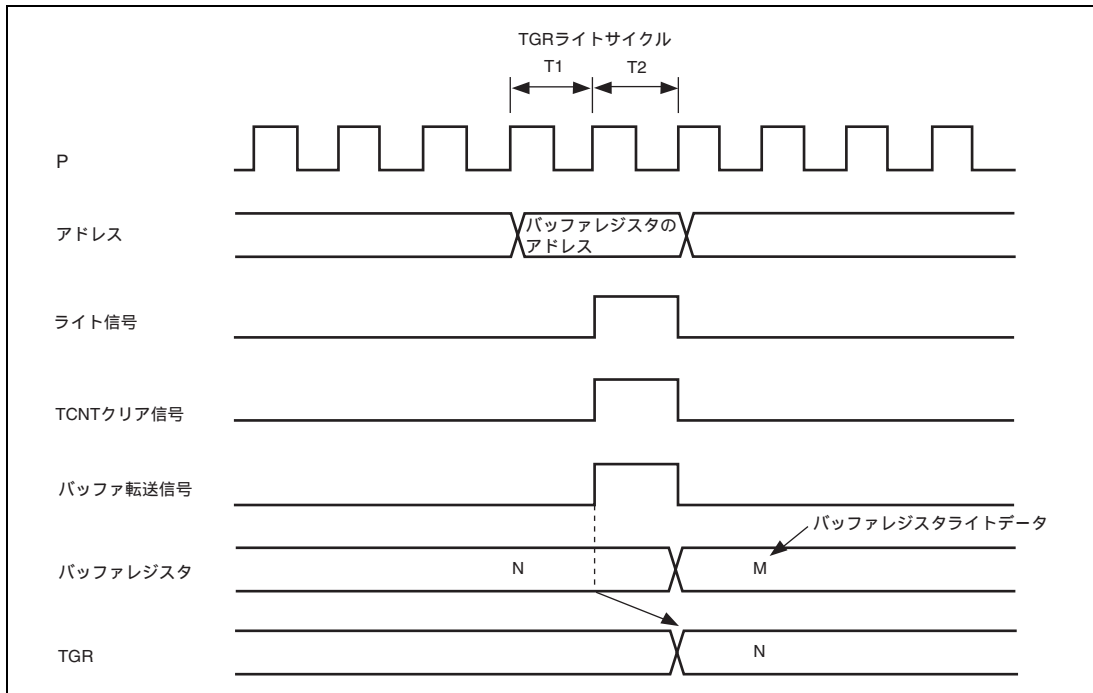 TGRライトサイクル
T1
T2
P
アドレス
バッファレジスタの
アドレス
ライト信号
TCNTクリア信号
バッファ転送信号
バッファレジスタライトデータ
バッファレジスタ
N
M
TGR
N